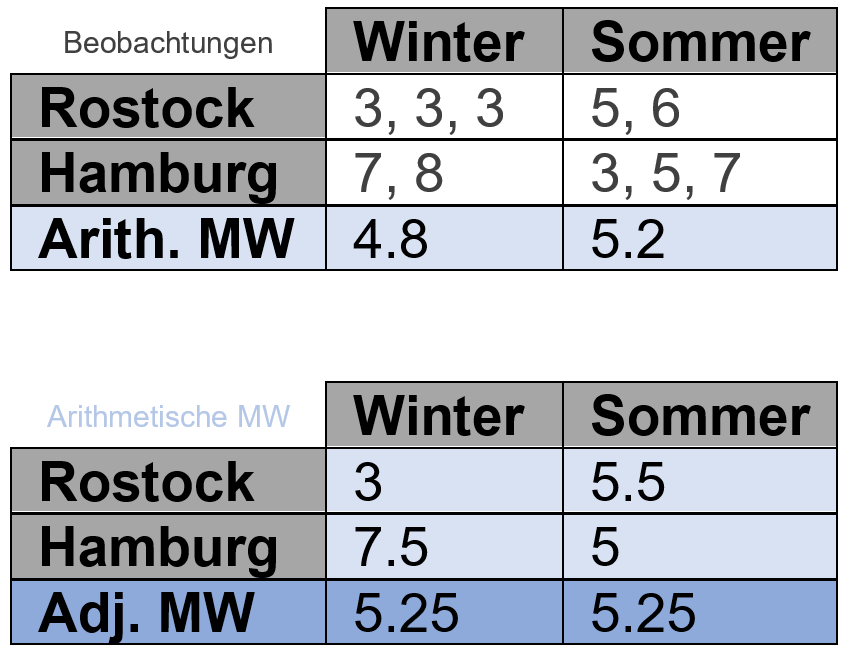 Beobachtungen Winter Sommer
Rostock 3, 3, 3 5, 6
Hamburg 7, 8 3, 5, 7
Arith. MW 4.8 5.2
Arithmetische MW Winter Sommer
Rostock 3 5.5
Hamburg 7.5 5
Adj. MW 5.25 5.25